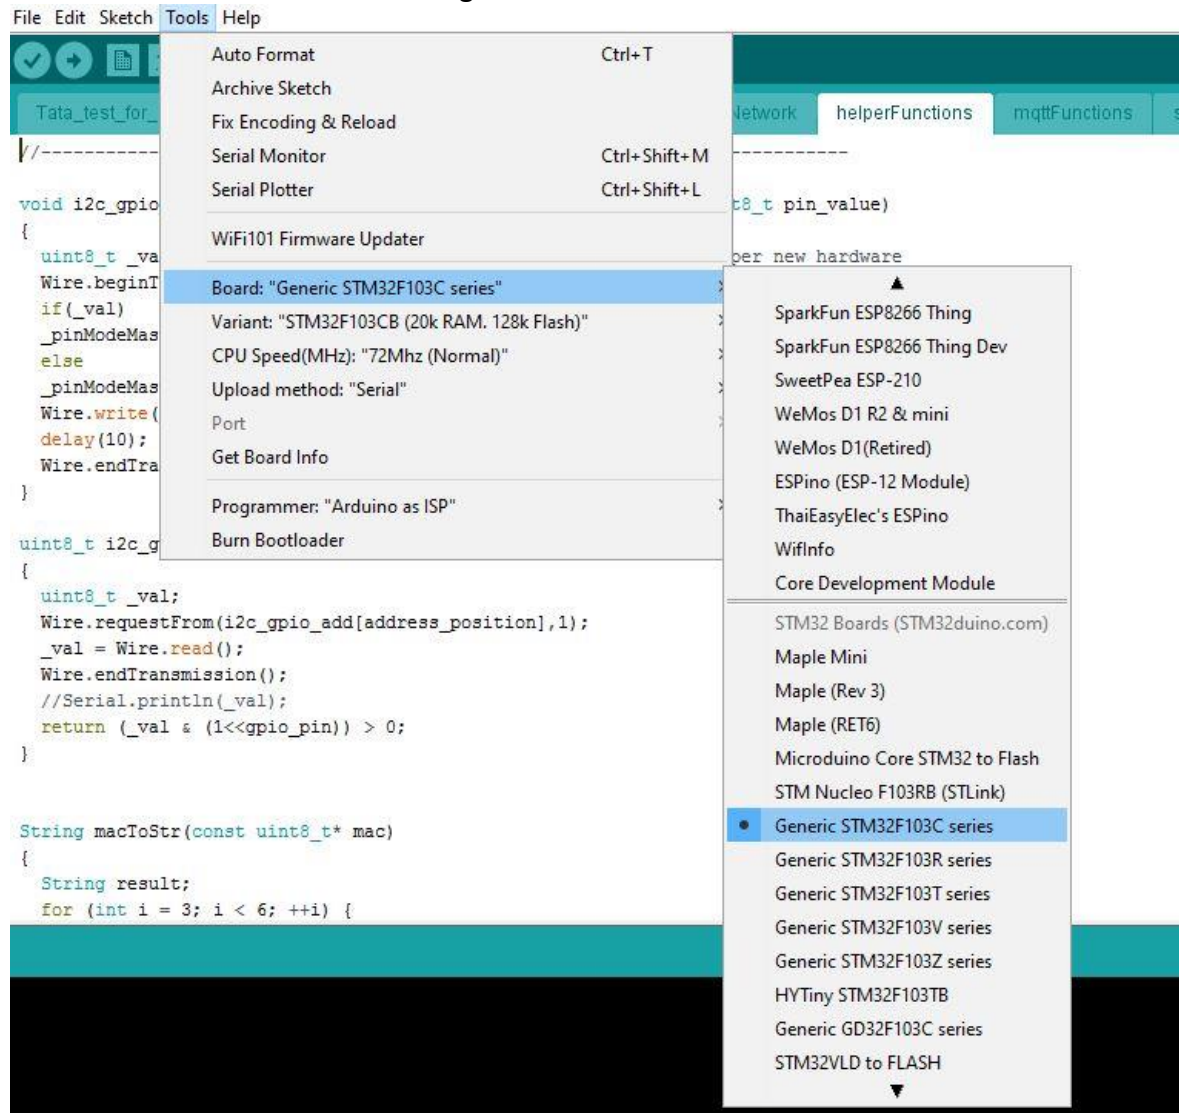 File Edit Sketch Tools Help
Auto Format Ctrl+T
Archive Sketch
Fix Encoding & Reload
Serial Monitor Ctrl+Shift+M
Serial Plotter Ctrl+Shift+L
WiFi101 Firmware Updater
Board: "Generic STM32F103C series"
Variant: "STM32F103CB (20k RAM. 128k Flash)"
CPU Speed(MHz): "72Mhz (Normal)"
Upload method: "Serial"
Port
Get Board Info
Programmer: "Arduino as ISP"
Burn Bootloader
Tata_test_for_ helperFunctions mqttFunctions
//-----------
void i2c_gpio t8_t pin_value)
{
uint8_t _va per new hardware
Wire.beginT
if(_val)
_pinModeMas
else
_pinModeMas
Wire.write(
delay(10);
Wire.endTra
}
uint8_t i2c_g
{
uint8_t _val;
Wire.requestFrom(i2c_gpio_add[address_position],1);
_val = Wire.read();
Wire.endTransmission();
//Serial.println(_val);
return (_val & (1<<gpio_pin)) > 0;
}
String macToStr(const uint8_t* mac)
{
String result;
for (int i = 3; i < 6; ++i) {
SparkFun ESP8266 Thing
SparkFun ESP8266 Thing Dev
SweetPea ESP-210
WeMos D1 R2 & mini
WeMos D1(Retired)
ESPino (ESP-12 Module)
ThaiEasyElec's ESPino
WifInfo
Core Development Module
STM32 Boards (STM32duino.com)
Maple Mini
Maple (Rev 3)
Maple (RET6)
Microduino Core STM32 to Flash
STM Nucleo F103RB (STLink)
Generic STM32F103C series
Generic STM32F103R series
Generic STM32F103T series
Generic STM32F103V series
Generic STM32F103Z series
HYTiny STM32F103TB
Generic GD32F103C series
STM32VLD to FLASH